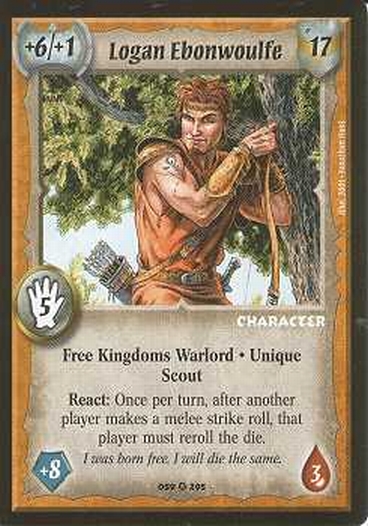 +6/+1
Logan Ebonwoulfe
17
5
CHARACTER
Free Kingdoms Warlord • Unique
Scout
React: Once per turn, after another
player makes a melee strike roll, that
player must reroll the die.
I was born free. I will die the same.
+8
3
059 295